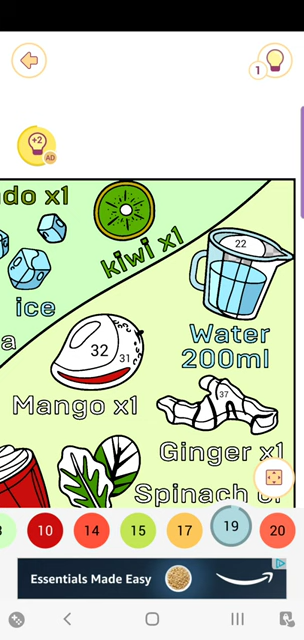 1
+2
AD
do x1
kiwi x1
22
ice
a
Water
200ml
32
31
Mango x1
37
Ginger x1
Spinach
10
14
15
17
19
20
Essentials Made Easy